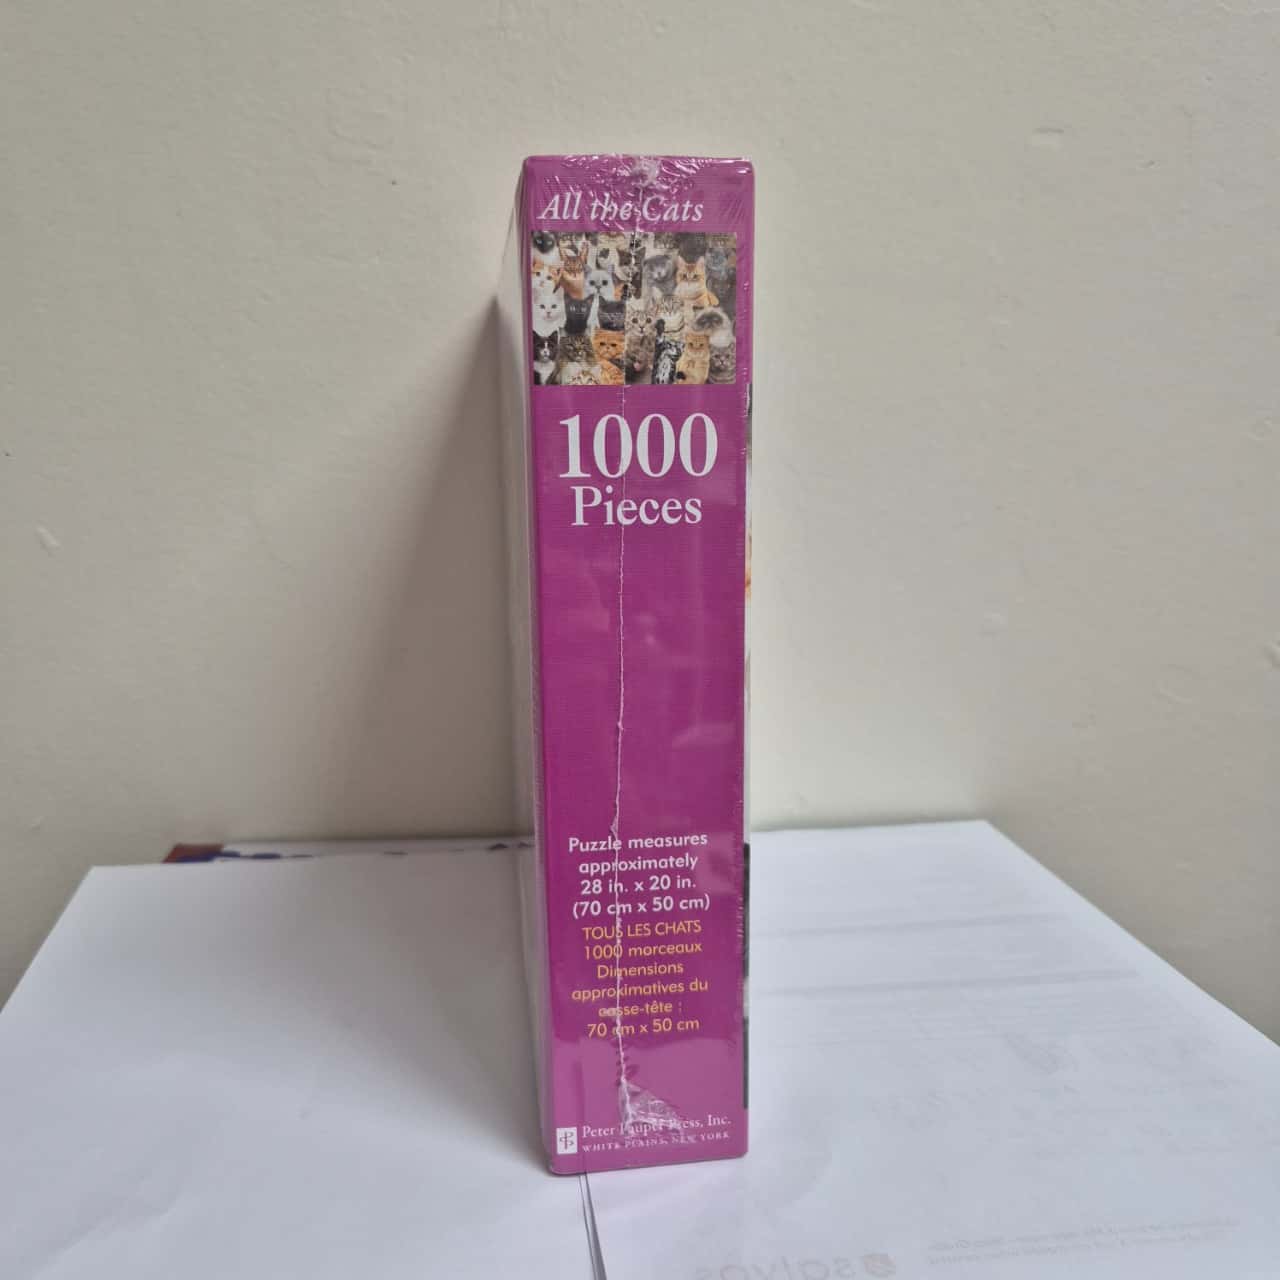 All the Cats
1000
Pieces
Puzzle measures
approximately
28 in. x 20 in.
(70 cm x 50 cm)
TOUS LES CHATS
1000 morceaux
Dimensions
approximatives du
casse-tête :
70 cm x 50 cm
Peter Pauper Press, Inc.
WHITE PLAINS, NEW YORK
salvos